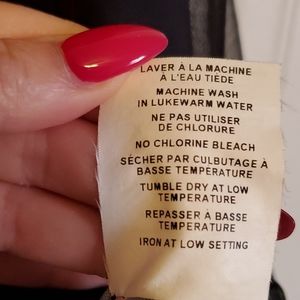 LAVER À LA MACHINE
À L'EAU TIÈDE
MACHINE WASH
IN LUKEWARM WATER
NE PAS UTILISER
DE CHLORURE
NO CHLORINE BLEACH
SÉCHER PAR CULBUTAGE À
BASSE TEMPERATURE
TUMBLE DRY AT LOW
TEMPERATURE
REPASSER À BASSE
TEMPERATURE
IRON AT LOW SETTING